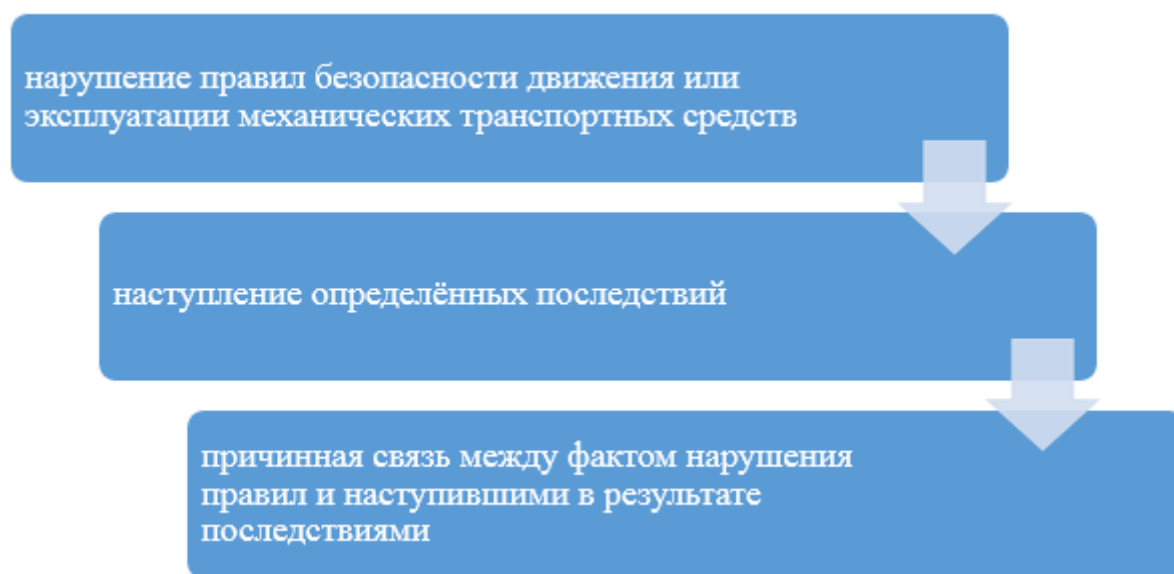 нарушение правил безопасности движения или
эксплуатации механических транспортных средств
наступление определённых последствий
причинная связь между фактом нарушения
правил и наступившими в результате
последствиями